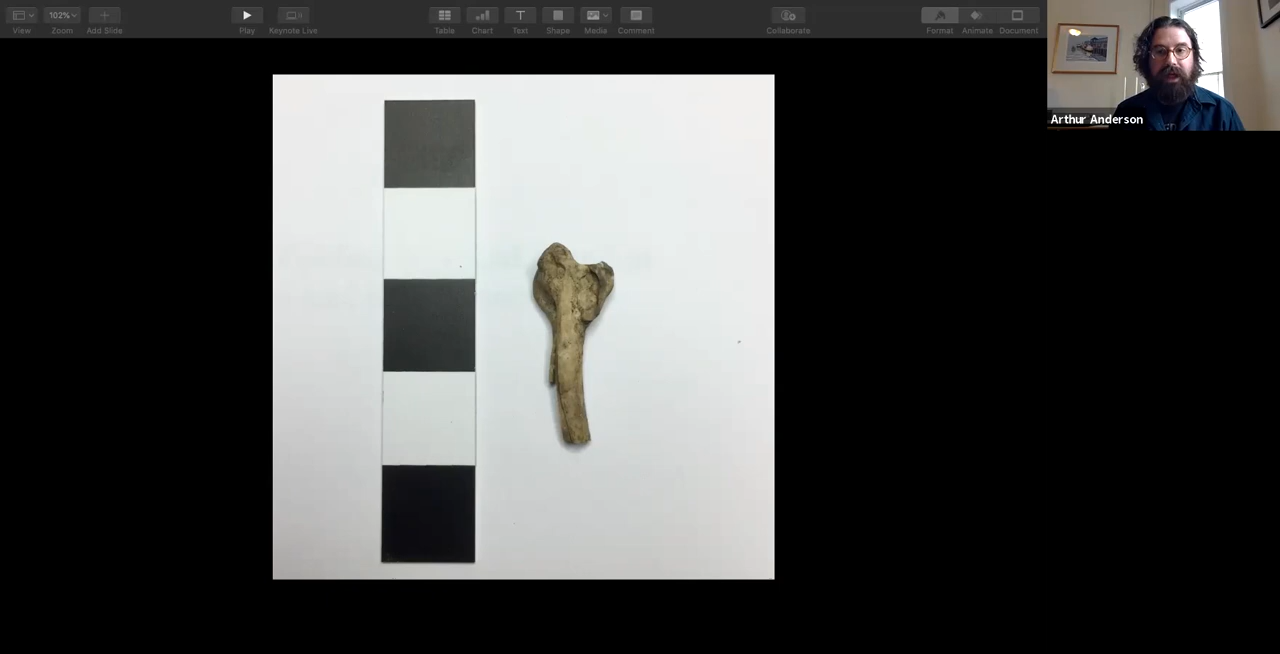 102%
View
Zoom
Add Slide
Play
Keynote Live
Table
Chart
Text
Shape
Media
Comment
Collaborate
Format
Animate
Document
Arthur Anderson